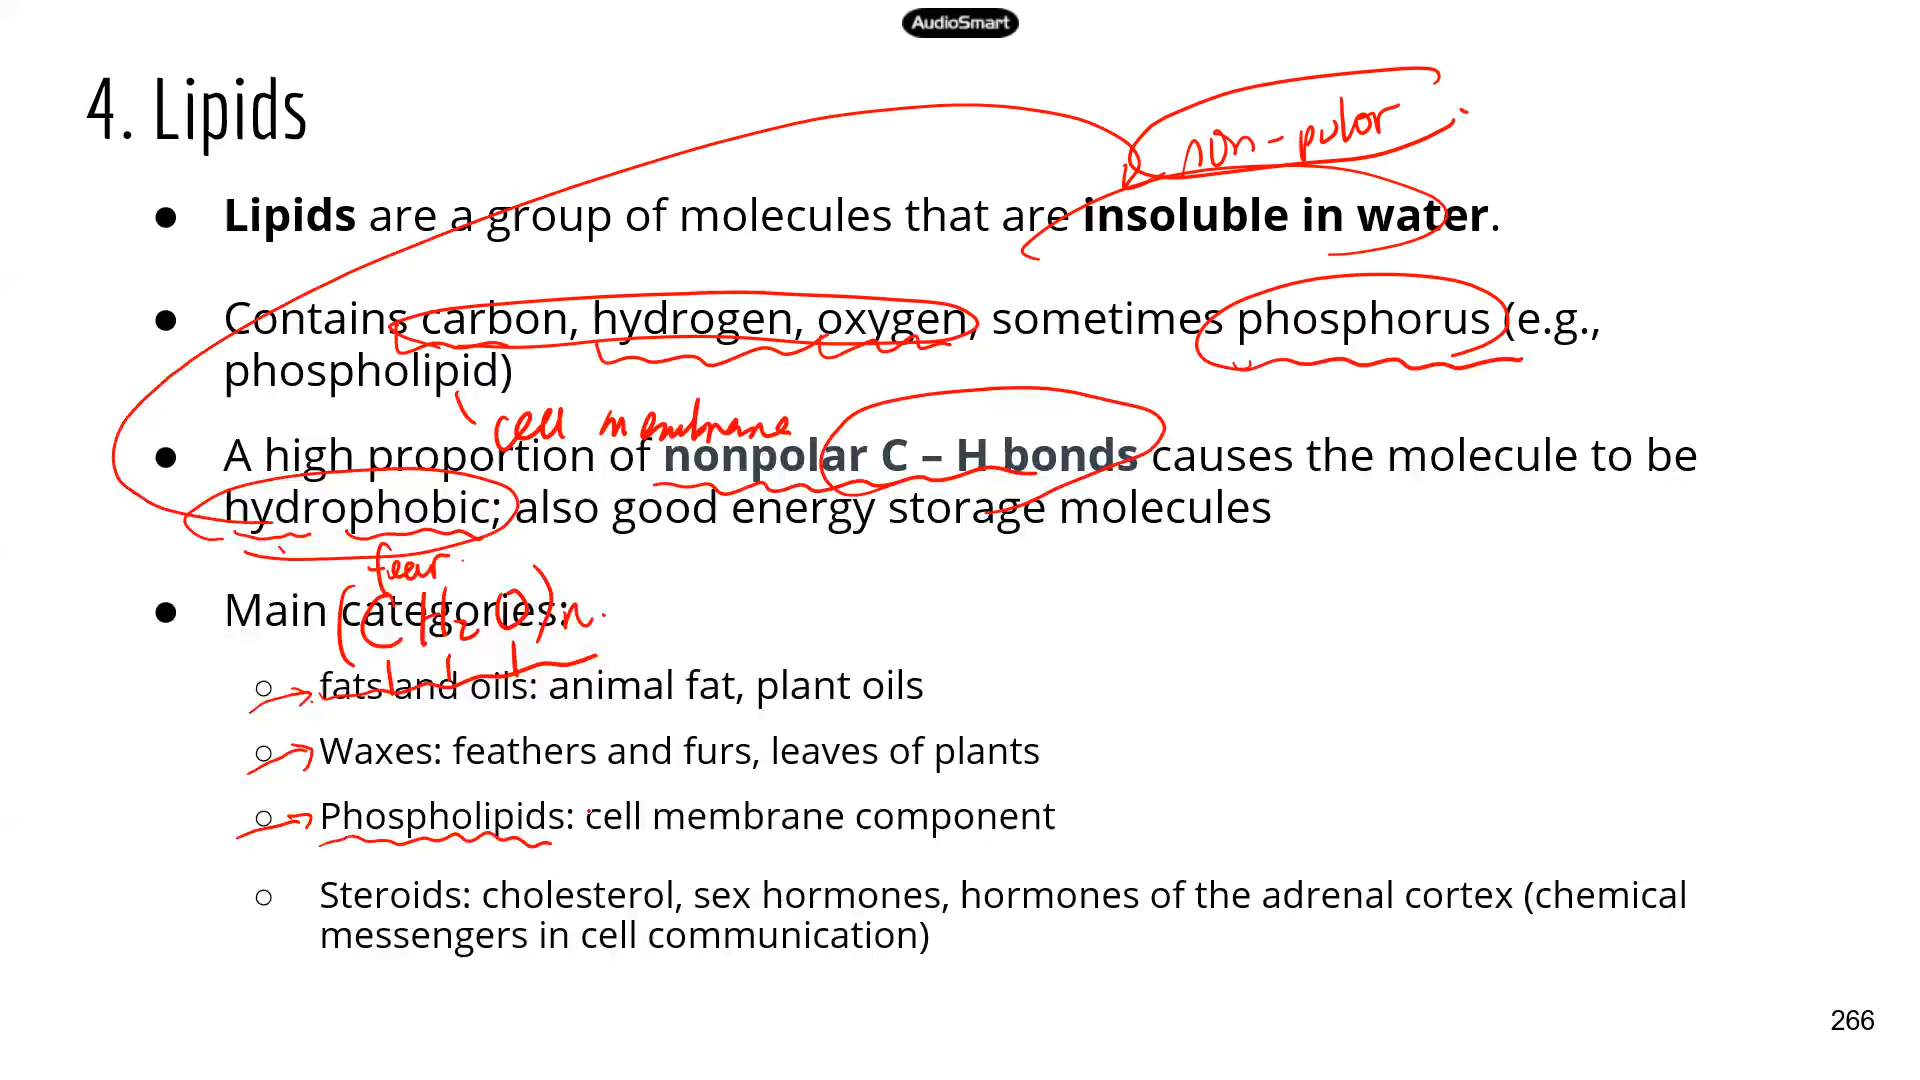 AudioSmart
4. Lipids
non-polar
● Lipids are a group of molecules that are insoluble in water.
● Contains carbon, hydrogen, oxygen, sometimes phosphorus (e.g.,
phospholipid)
cell membrane
● A high proportion of nonpolar C – H bonds causes the molecule to be
hydrophobic; also good energy storage molecules
fear
(CH₂O)n
● Main categories:
○ fats and oils: animal fat, plant oils
○ Waxes: feathers and furs, leaves of plants
○ Phospholipids: cell membrane component
○ Steroids: cholesterol, sex hormones, hormones of the adrenal cortex (chemical
messengers in cell communication)
266